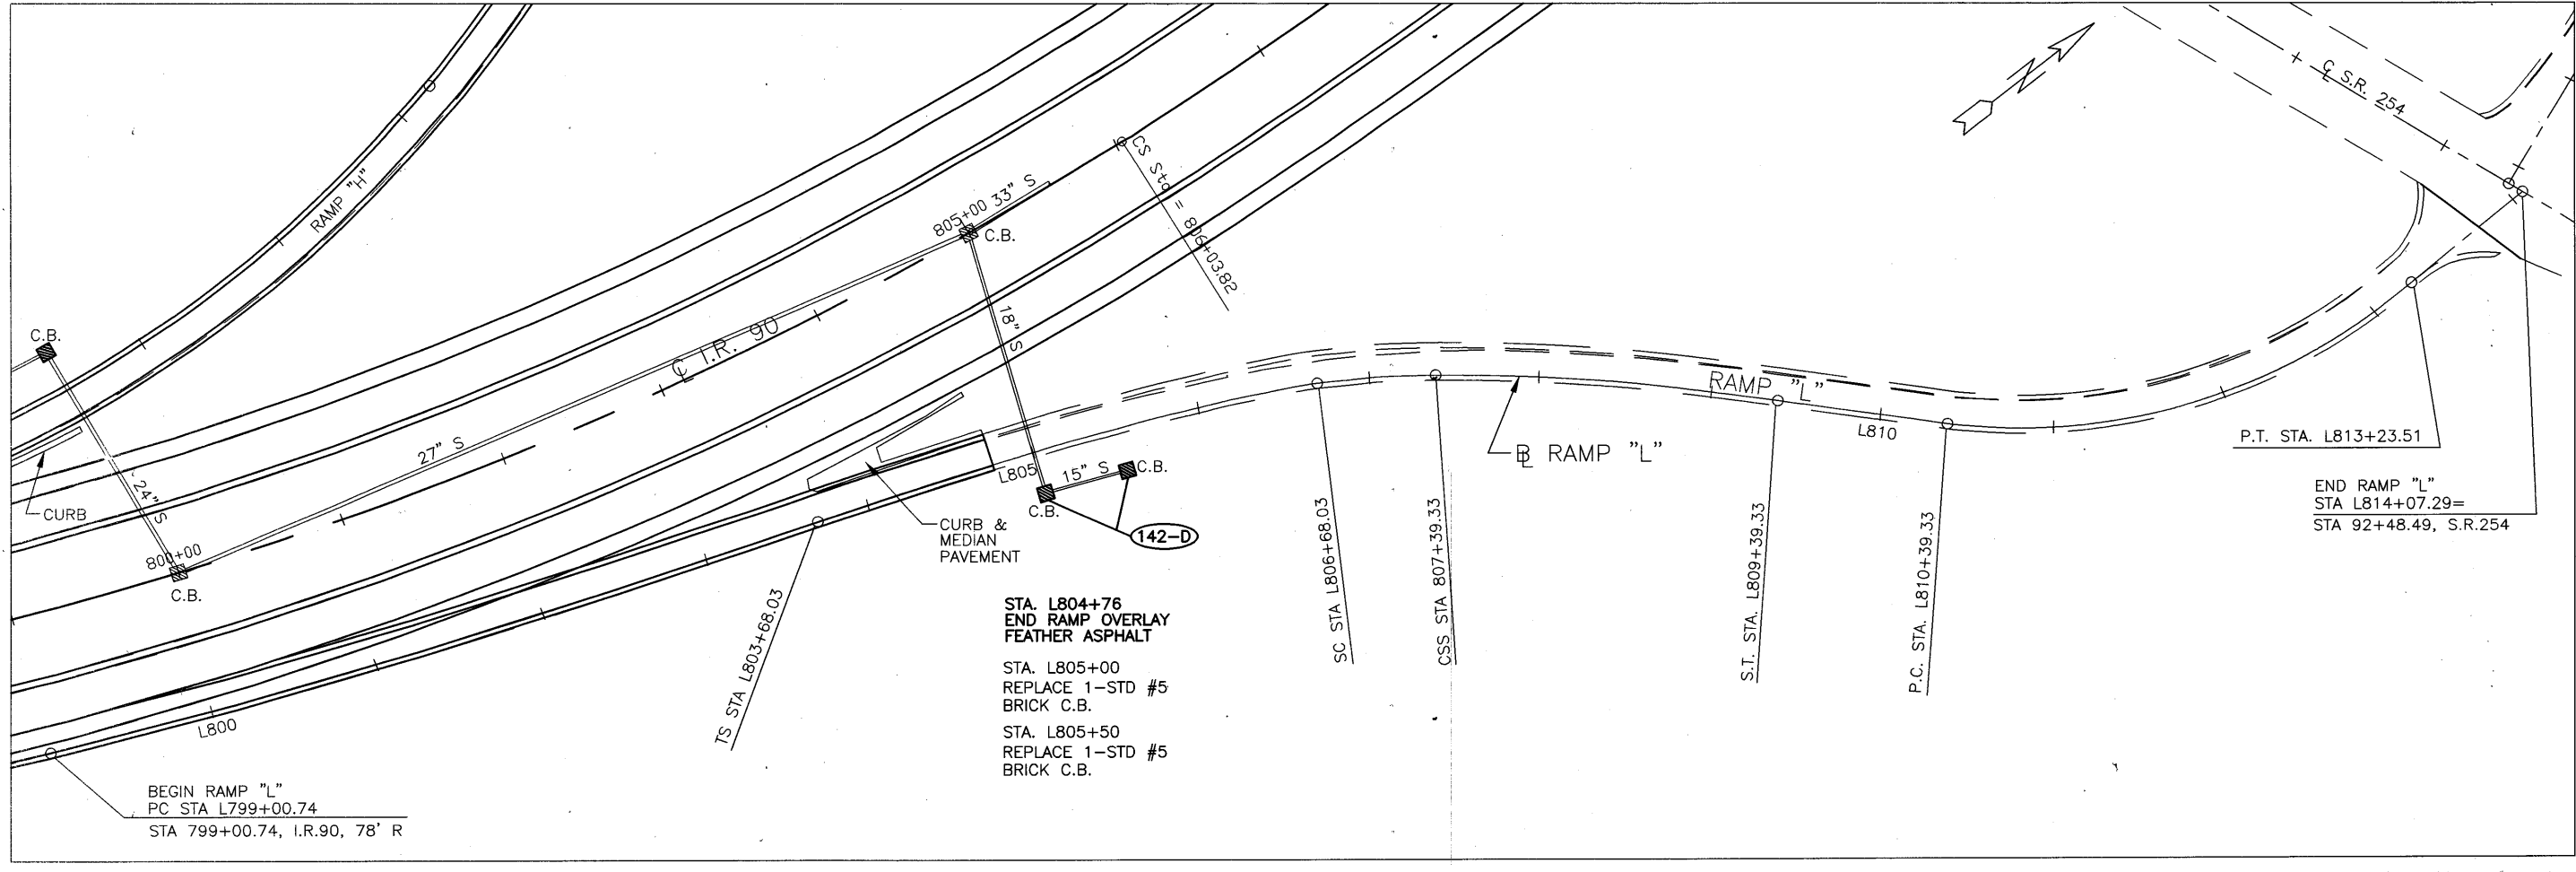 RAMP "H"
C.B.
CURB
24" S
800+00
C.B.
27" S
℄ I.R. 90
805+00
33" S
C.B.
18" S
CS Sta = 806+03.82
N
℄ S.R. 254
L800
BEGIN RAMP "L"
PC STA L799+00.74
STA 799+00.74, I.R.90, 78' R
TS STA L803+68.03
CURB &
MEDIAN
PAVEMENT
L805
15" S
C.B.
C.B.
142-D
STA. L804+76
END RAMP OVERLAY
FEATHER ASPHALT
STA. L805+00
REPLACE 1-STD #5
BRICK C.B.
STA. L805+50
REPLACE 1-STD #5
BRICK C.B.
SC STA L806+68.03
CSS STA 807+39.33
BL RAMP "L"
RAMP "L"
S.T. STA. L809+39.33
L810
P.C. STA. L810+39.33
P.T. STA. L813+23.51
END RAMP "L"
STA L814+07.29=
STA 92+48.49, S.R.254